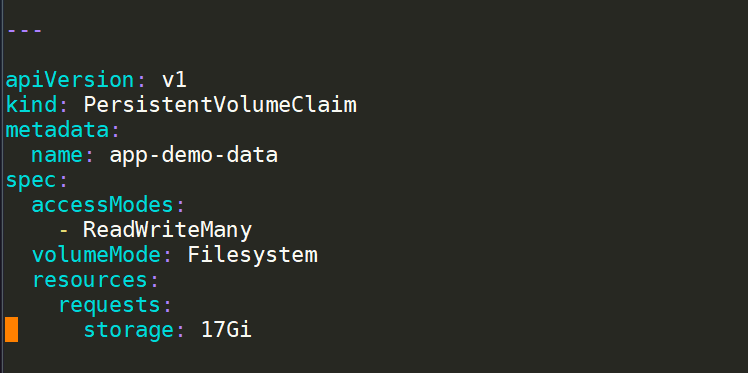 ---
apiVersion: v1
kind: PersistentVolumeClaim
metadata:
  name: app-demo-data
spec:
  accessModes:
    - ReadWriteMany
  volumeMode: Filesystem
  resources:
    requests:
      storage: 17Gi